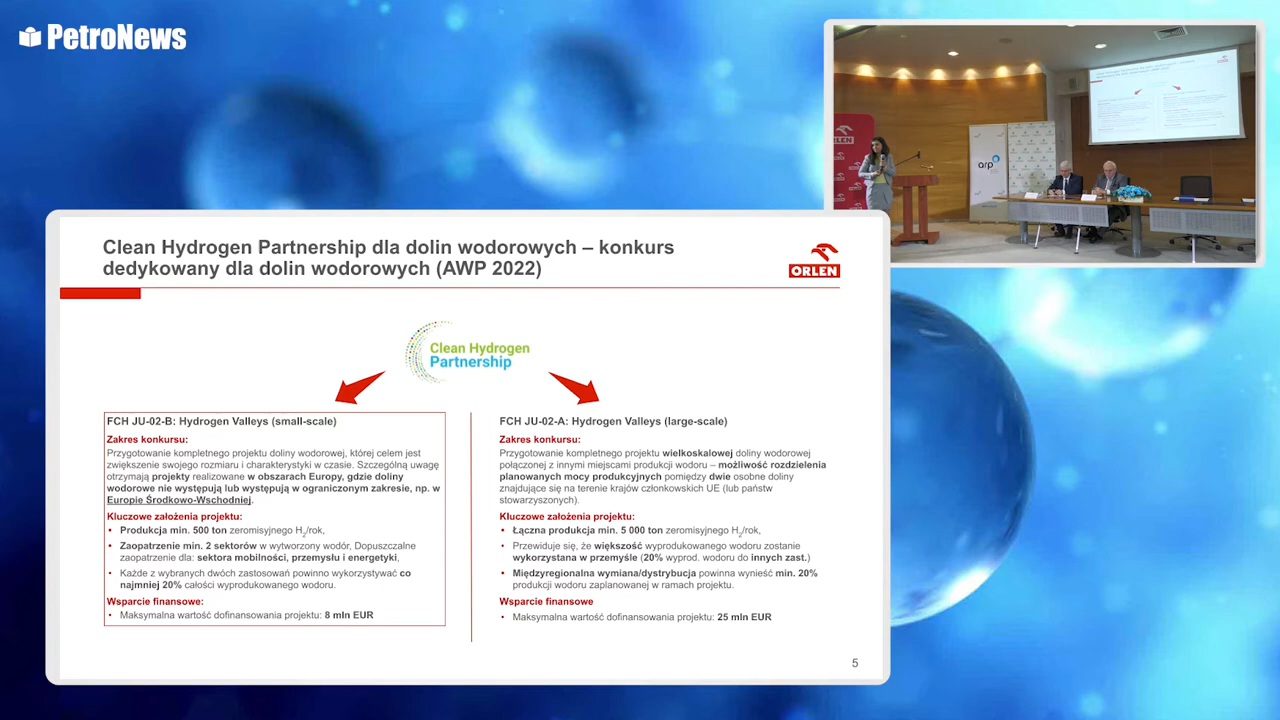 PetroNews
ORLEN
arp
Clean Hydrogen Partnership dla dolin wodorowych – konkurs
dedykowany dla dolin wodorowych (AWP 2022)
ORLEN
Clean Hydrogen
Partnership
FCH JU-02-B: Hydrogen Valleys (small-scale)
Zakres konkursu:
Przygotowanie kompletnego projektu doliny wodorowej, której celem jest
zwiększenie swojego rozmiaru i charakterystyki w czasie. Szczególną uwagę
otrzymają projekty realizowane w obszarach Europy, gdzie doliny
wodorowe nie występują lub występują w ograniczonym zakresie, np. w
Europie Środkowo-Wschodniej.
Kluczowe założenia projektu:
• Produkcja min. 500 ton zeromisyjnego H2/rok,
• Zaopatrzenie min. 2 sektorów w wytworzony wodór, Dopuszczalne
zaopatrzenie dla: sektora mobilności, przemysłu i energetyki.
• Każde z wybranych dwóch zastosowań powinno wykorzystywać co
najmniej 20% całości wyprodukowanego wodoru.
Wsparcie finansowe:
• Maksymalna wartość dofinansowania projektu: 8 mln EUR
FCH JU-02-A: Hydrogen Valleys (large-scale)
Zakres konkursu:
Przygotowanie kompletnego projektu wielkoskalowej doliny wodorowej
połączonej z innymi miejscami produkcji wodoru – możliwość rozdzielenia
planowanych mocy produkcyjnych pomiędzy dwie osobne doliny
znajdujące się na terenie krajów członkowskich UE (lub państw
stowarzyszonych).
Kluczowe założenia projektu:
• Łączna produkcja min. 5 000 ton zeromisyjnego H2/rok,
• Przewiduje się, że większość wyprodukowanego wodoru zostanie
wykorzystana w przemyśle (20% wyprod. wodoru do innych zast.)
• Międzyregionalna wymiana/dystrybucja powinna wynieść min. 20%
produkcji wodoru zaplanowanej w ramach projektu.
Wsparcie finansowe
• Maksymalna wartość dofinansowania projektu: 25 mln EUR
5